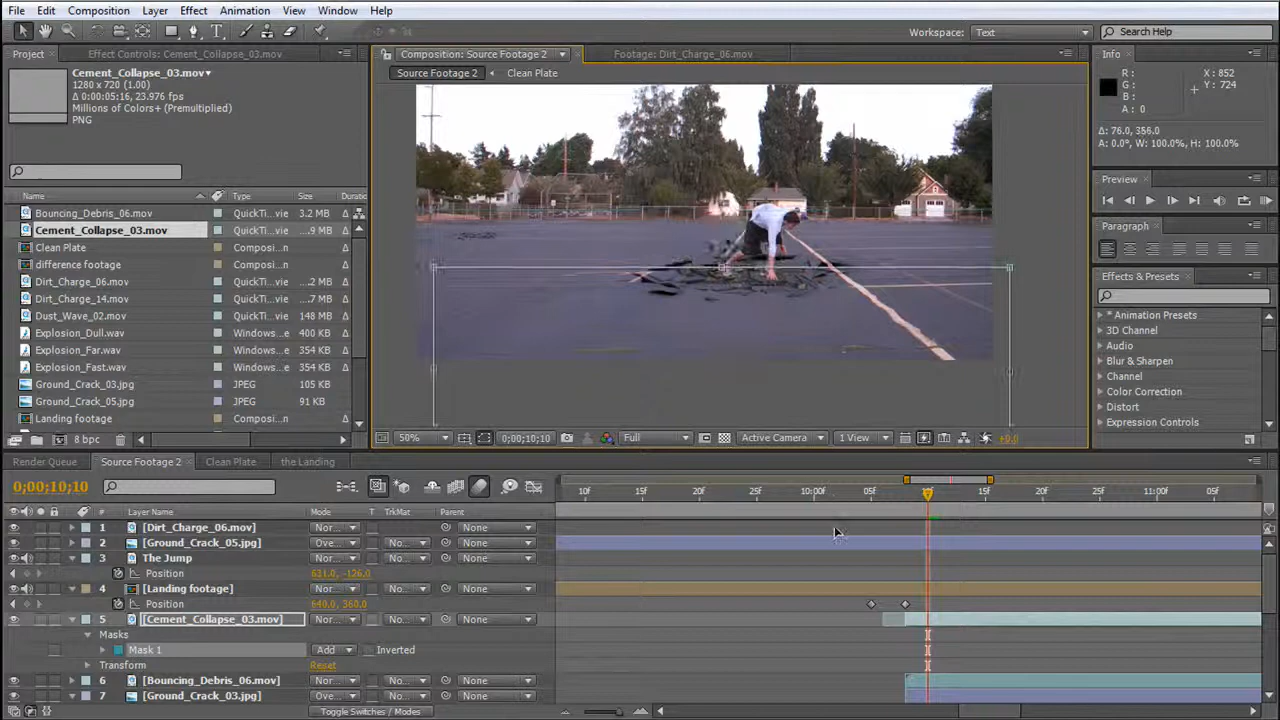 File Edit Composition Layer Effect Animation View Window Help
Workspace: Text Search Help
Project Effect Controls: Cement_Collapse_03.mov Composition: Source Footage 2 Footage: Dirt_Charge_06.mov Info
Cement_Collapse_03.mov▼ Source Footage 2 Clean Plate R: X: 852
1280 x 720 (1.00) G: Y: 724
Δ 0:00:05:16, 23.976 fps B:
Millions of Colors+ (Premultiplied) A: 0
PNG Δ: 76.0, 356.0
A: 0.0°, W: 100.0%, H: 100.0%
Preview
Name Type Size Duratio
Bouncing_Debris_06.mov QuickTi...vie 3.2 MB Δ
Cement_Collapse_03.mov QuickTi...vie ...9 MB Δ Paragraph
Clean Plate Composi...n Δ
difference footage Composi...n Δ
Dirt_Charge_06.mov QuickTi...vie ...2 MB Δ Effects & Presets
Dirt_Charge_14.mov QuickTi...vie ...7 MB Δ
Dust_Wave_02.mov QuickTi...vie 148 MB Δ * Animation Presets
Explosion_Dull.wav Windows...e 400 KB Δ 3D Channel
Explosion_Far.wav Windows...e 354 KB Δ Audio
Explosion_Fast.wav Windows...e 354 KB Δ Blur & Sharpen
Ground_Crack_03.jpg JPEG 105 KB Channel
Ground_Crack_05.jpg JPEG 91 KB Color Correction
Landing footage Composi...n Δ Distort
Expression Controls
8 bpc 50% 0;00;10;10 Full Active Camera 1 View +0.0
Render Queue Source Footage 2 Clean Plate the Landing
0;00;10;10 10f 15f 20f 25f 10:00f 05f 10f 15f 20f 25f 11:00f 05f
# Layer Name Mode T TrkMat Parent
1 [Dirt_Charge_06.mov] Nor... None
2 [Ground_Crack_05.jpg] Ove... No... None
3 The Jump Nor... No... None
Position 631.0, -126.0
4 [Landing footage] Nor... No... None
Position 640.0, 360.0
5 [Cement_Collapse_03.mov] Nor... No... None
Masks
Mask 1 Add Inverted
Transform Reset
6 [Bouncing_Debris_06.mov] Nor... No... None
7 [Ground_Crack_03.jpg] Ove... No... None
Toggle Switches / Modes